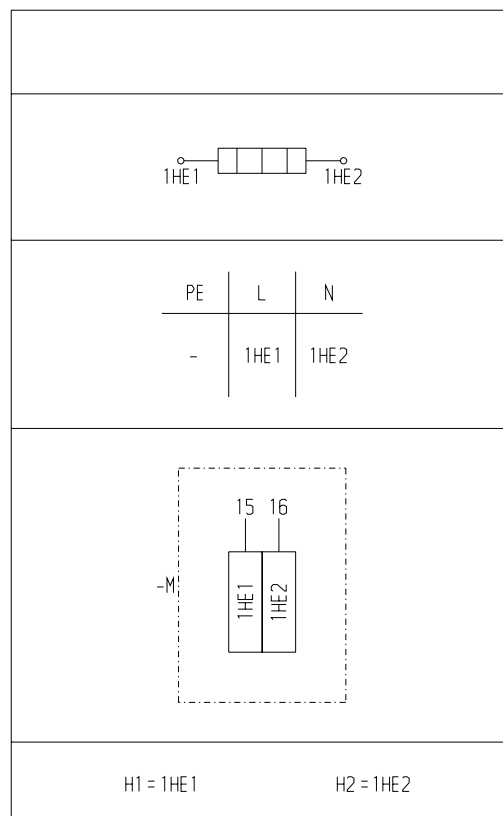 1HE1 1HE2
PE L N
- 1HE1 1HE2
15 16
-M 1HE1 1HE2
H1 = 1HE1 H2 = 1HE2